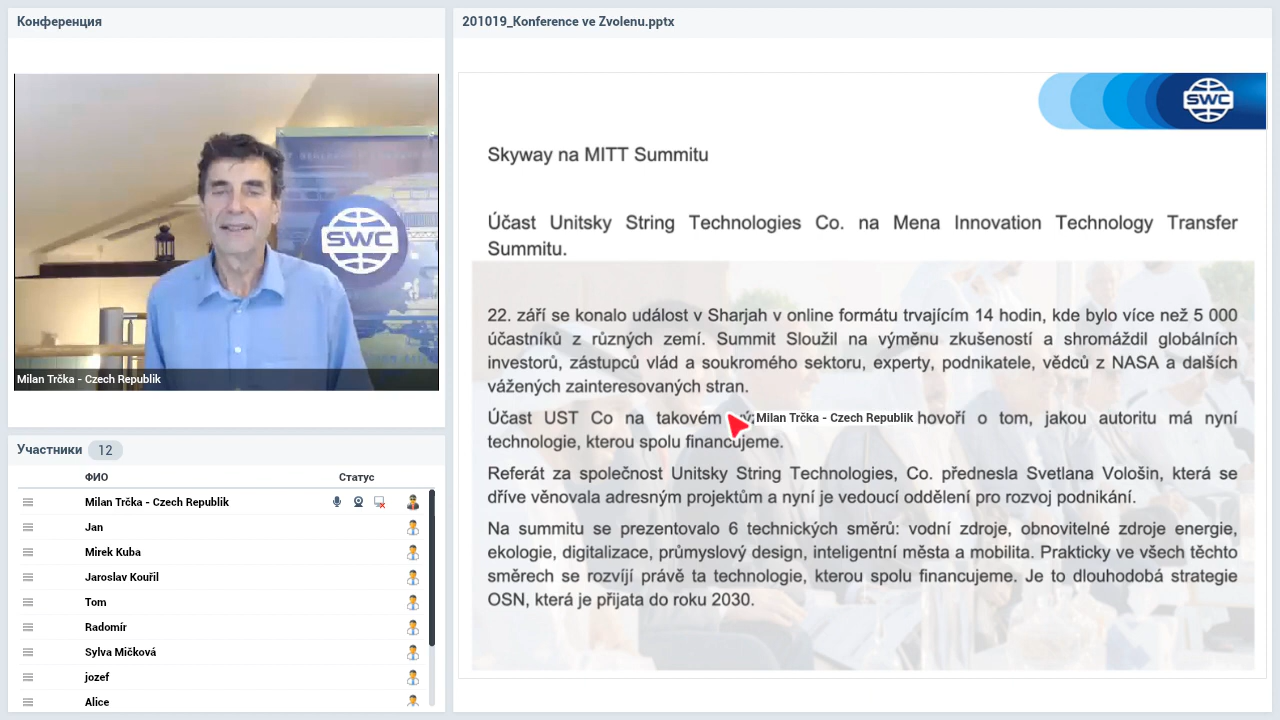 Конференция
SWC
Milan Trčka - Czech Republik
Участники 12
ФИО Статус
Milan Trčka - Czech Republik
Jan
Mirek Kuba
Jaroslav Kouřil
Tom
Radomír
Sylva Mičková
jozef
Alice
201019_Konference ve Zvolenu.pptx
SWC
Skyway na MITT Summitu
Účast Unitsky String Technologies Co. na Mena Innovation Technology Transfer
Summitu.
22. září se konalo událost v Sharjah v online formátu trvajícím 14 hodin, kde bylo více než 5 000
účastníků z různých zemí. Summit Sloužil na výměnu zkušeností a shromáždil globálních
investorů, zástupců vlád a soukromého sektoru, experty, podnikatele, vědců z NASA a dalších
vážených zainteresovaných stran.
Účast UST Co na takovém Milan Trčka - Czech Republik hovoří o tom, jakou autoritu má nyní
technologie, kterou spolu financujeme.
Referát za společnost Unitsky String Technologies, Co. přednesla Svetlana Vološin, která se
dříve věnovala adresným projektům a nyní je vedoucí oddělení pro rozvoj podnikání.
Na summitu se prezentovalo 6 technických směrů: vodní zdroje, obnovitelné zdroje energie,
ekologie, digitalizace, průmyslový design, inteligentní města a mobilita. Prakticky ve všech těchto
směrech se rozvíjí právě ta technologie, kterou spolu financujeme. Je to dlouhodobá strategie
OSN, která je přijata do roku 2030.